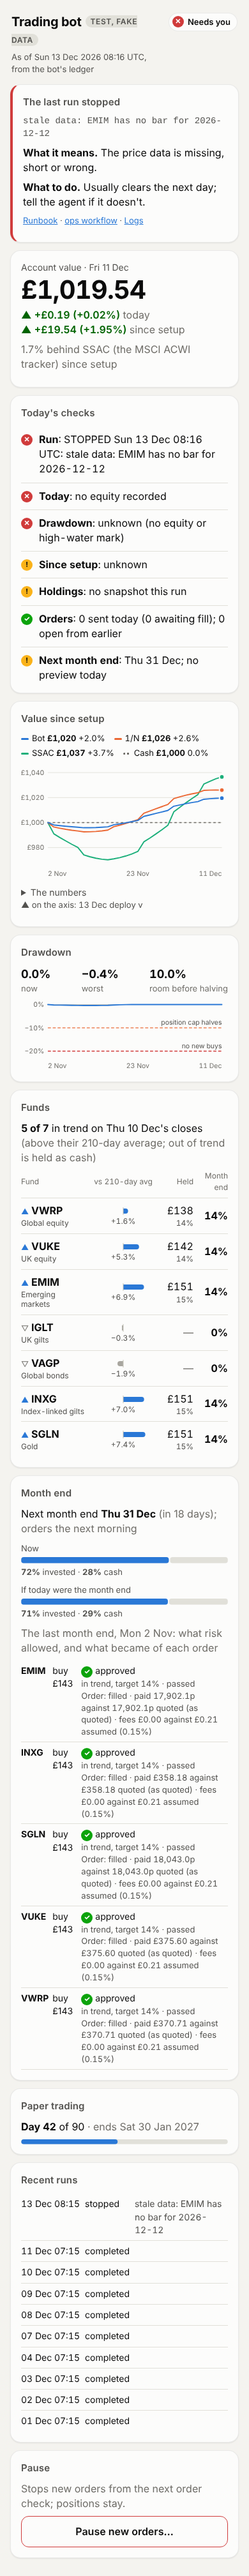 Trading bot TEST, FAKE
DATA
Needs you
As of Sun 13 Dec 2026 08:16 UTC,
from the bot's ledger
The last run stopped
stale data: EMIM has no bar for 2026-
12-12
What it means. The price data is missing,
short or wrong.
What to do. Usually clears the next day;
tell the agent if it doesn't.
Runbook · ops workflow · Logs
Account value · Fri 11 Dec
£1,019.54
▲ +£0.19 (+0.02%) today
▲ +£19.54 (+1.95%) since setup
1.7% behind SSAC (the MSCI ACWI
tracker) since setup
Today's checks
Run: STOPPED Sun 13 Dec 08:16
UTC: stale data: EMIM has no bar for
2026-12-12
Today: no equity recorded
Drawdown: unknown (no equity or
high-water mark)
Since setup: unknown
Holdings: no snapshot this run
Orders: 0 sent today (0 awaiting fill); 0
open from earlier
Next month end: Thu 31 Dec; no
preview today
Value since setup
Bot £1,020 +2.0% 1/N £1,026 +2.6%
SSAC £1,037 +3.7% Cash £1,000 0.0%
£1,040
£1,020
£1,000
£980
2 Nov 23 Nov 11 Dec
▶ The numbers
▲ on the axis: 13 Dec deploy v
Drawdown
0.0% −0.4% 10.0%
now worst room before halving
0%
position cap halves
−10%
no new buys
−20%
2 Nov 23 Nov 11 Dec
Funds
5 of 7 in trend on Thu 10 Dec's closes
(above their 210-day average; out of trend
is held as cash)
Fund vs 210-day avg Held Month
end
▲ VWRP £138 14%
Global equity +1.6% 14%
▲ VUKE £142 14%
UK equity +5.3% 14%
▲ EMIM £151 14%
Emerging +6.9% 15%
markets
▽ IGLT — 0%
UK gilts −0.3%
▽ VAGP — 0%
Global bonds −1.9%
▲ INXG £151 14%
Index-linked gilts +7.0% 15%
▲ SGLN £151 14%
Gold +7.4% 15%
Month end
Next month end Thu 31 Dec (in 18 days);
orders the next morning
Now
72% invested · 28% cash
If today were the month end
71% invested · 29% cash
The last month end, Mon 2 Nov: what risk
allowed, and what became of each order
EMIM buy approved
£143 in trend, target 14% · passed
Order: filled · paid 17,902.1p
against 17,902.1p quoted (as
quoted) · fees £0.00 against £0.21
assumed (0.15%)
INXG buy approved
£143 in trend, target 14% · passed
Order: filled · paid £358.18 against
£358.18 quoted (as quoted) · fees
£0.00 against £0.21 assumed
(0.15%)
SGLN buy approved
£143 in trend, target 14% · passed
Order: filled · paid 18,043.0p
against 18,043.0p quoted (as
quoted) · fees £0.00 against £0.21
assumed (0.15%)
VUKE buy approved
£143 in trend, target 14% · passed
Order: filled · paid £375.60 against
£375.60 quoted (as quoted) · fees
£0.00 against £0.21 assumed
(0.15%)
VWRP buy approved
£143 in trend, target 14% · passed
Order: filled · paid £370.71 against
£370.71 quoted (as quoted) · fees
£0.00 against £0.21 assumed
(0.15%)
Paper trading
Day 42 of 90 · ends Sat 30 Jan 2027
Recent runs
13 Dec 08:15 stopped stale data: EMIM has
no bar for 2026-
12-12
11 Dec 07:15 completed
10 Dec 07:15 completed
09 Dec 07:15 completed
08 Dec 07:15 completed
07 Dec 07:15 completed
04 Dec 07:15 completed
03 Dec 07:15 completed
02 Dec 07:15 completed
01 Dec 07:15 completed
Pause
Stops new orders from the next order
check; positions stay.
Pause new orders…